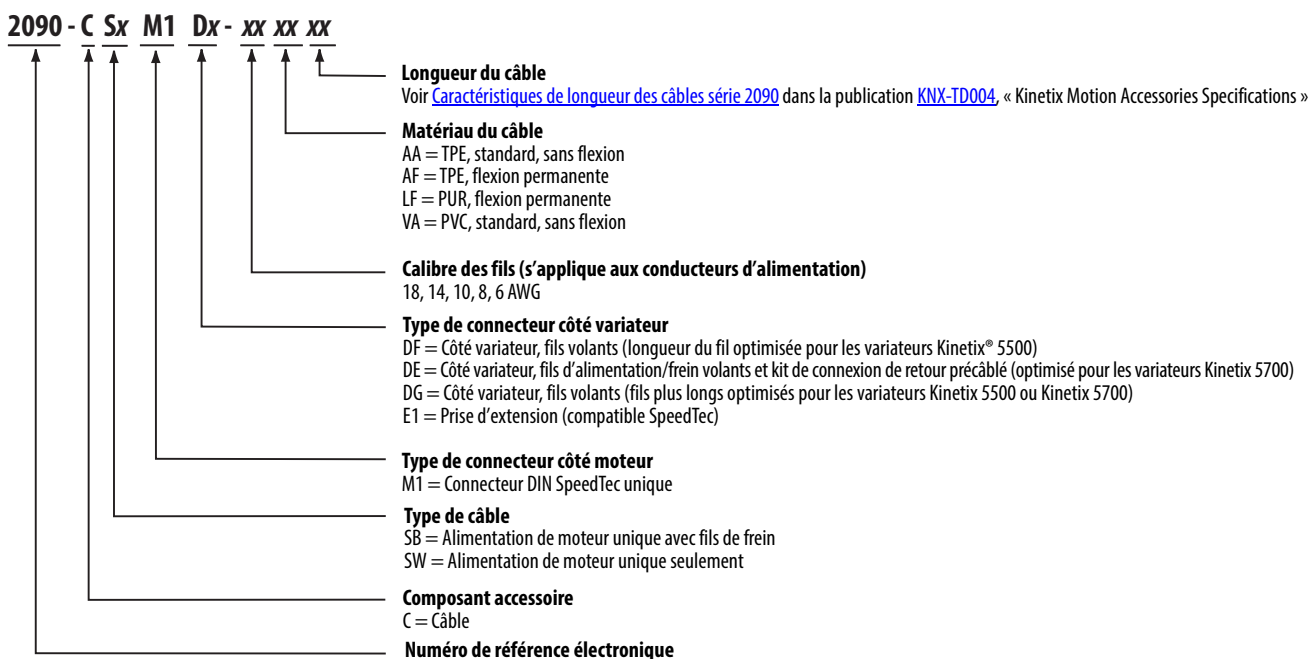 2090 - C Sx M1 Dx - xx xx xx
Longueur du câble
Voir Caractéristiques de longueur des câbles série 2090 dans la publication KNX-TD004, « Kinetix Motion Accessories Specifications »
Matériau du câble
AA = TPE, standard, sans flexion
AF = TPE, flexion permanente
LF = PUR, flexion permanente
VA = PVC, standard, sans flexion
Calibre des fils (s’applique aux conducteurs d’alimentation)
18, 14, 10, 8, 6 AWG
Type de connecteur côté variateur
DF = Côté variateur, fils volants (longueur du fil optimisée pour les variateurs Kinetix® 5500)
DE = Côté variateur, fils d’alimentation/frein volants et kit de connexion de retour précâblé (optimisé pour les variateurs Kinetix 5700)
DG = Côté variateur, fils volants (fils plus longs optimisés pour les variateurs Kinetix 5500 ou Kinetix 5700)
E1 = Prise d’extension (compatible SpeedTec)
Type de connecteur côté moteur
M1 = Connecteur DIN SpeedTec unique
Type de câble
SB = Alimentation de moteur unique avec fils de frein
SW = Alimentation de moteur unique seulement
Composant accessoire
C = Câble
Numéro de référence électronique